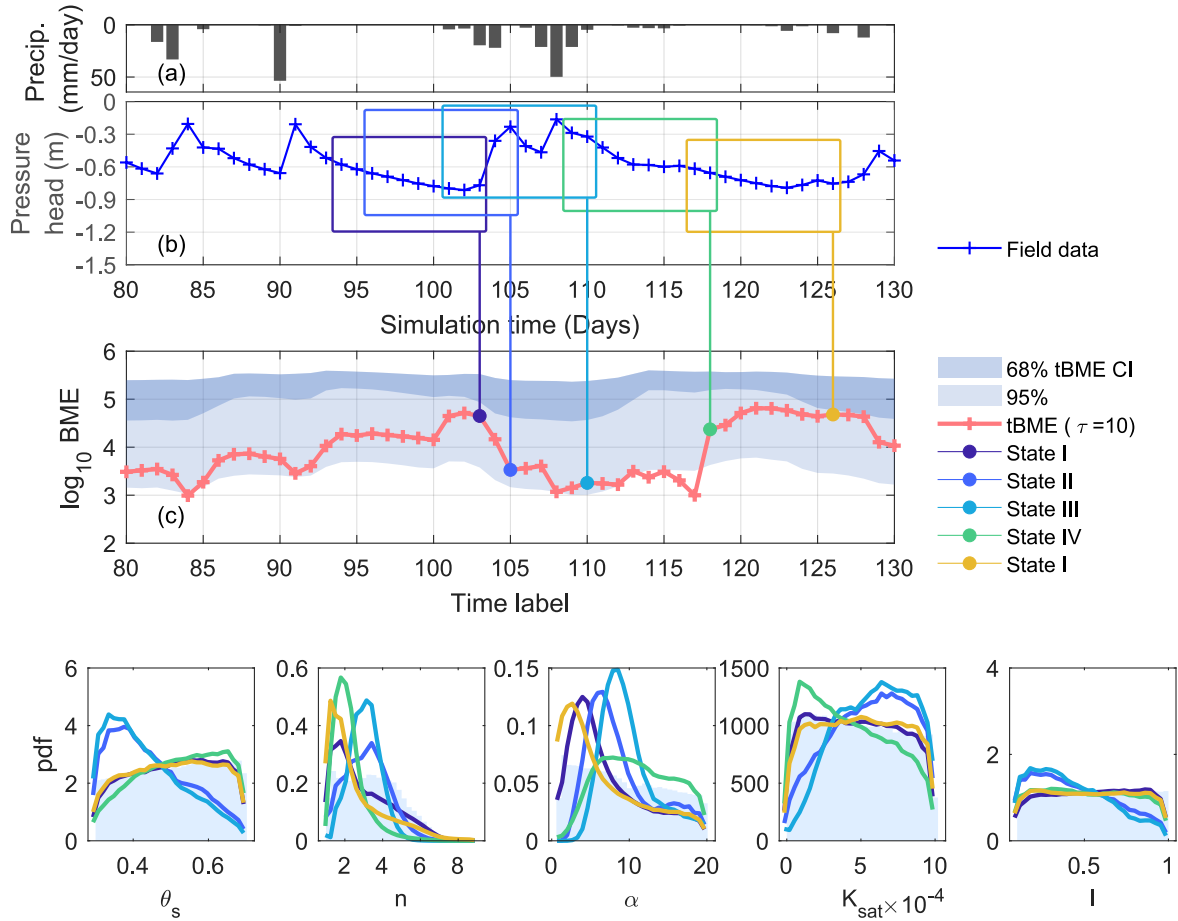 Precip.
(mm/day)
0
50
(a)
Pressure
head (m)
0
-0.3
-0.6
-0.9
-1.2
-1.5
(b)
80 85 90 95 100 105 110 115 120 125 130
Simulation time (Days)
Field data
log10 BME
6
5
4
3
2
(c)
80 85 90 95 100 105 110 115 120 125 130
Time label
68% tBME CI
95%
tBME ( τ =10)
State I
State II
State III
State IV
State I
pdf
6
4
2
0
0.4 0.6
θs
0.6
0.4
0.2
0
2 4 6 8
n
0.15
0.1
0.05
0
0 10 20
α
1500
1000
500
0
0 5 10
Ksat×10-4
4
2
0
0.5 1
l